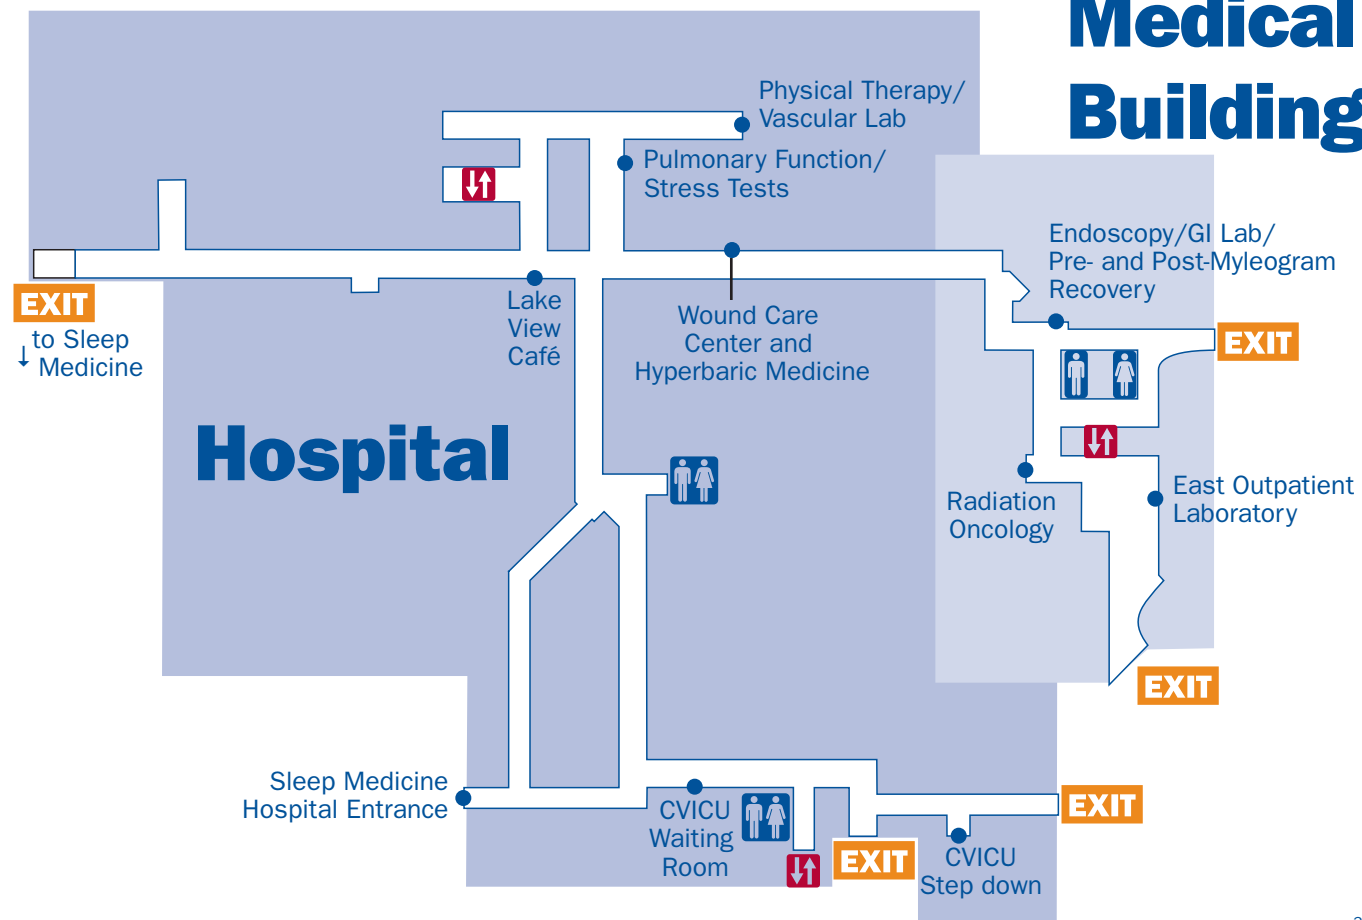 Medical
Building
Physical Therapy/
Vascular Lab
Pulmonary Function/
Stress Tests
Endoscopy/GI Lab/
Pre- and Post-Myleogram
Recovery
EXIT
to Sleep
↓ Medicine
Lake
View
Café
Wound Care
Center and
Hyperbaric Medicine
EXIT
Hospital
Radiation
Oncology
East Outpatient
Laboratory
EXIT
Sleep Medicine
Hospital Entrance
CVICU
Waiting
Room
EXIT
EXIT
CVICU
Step down